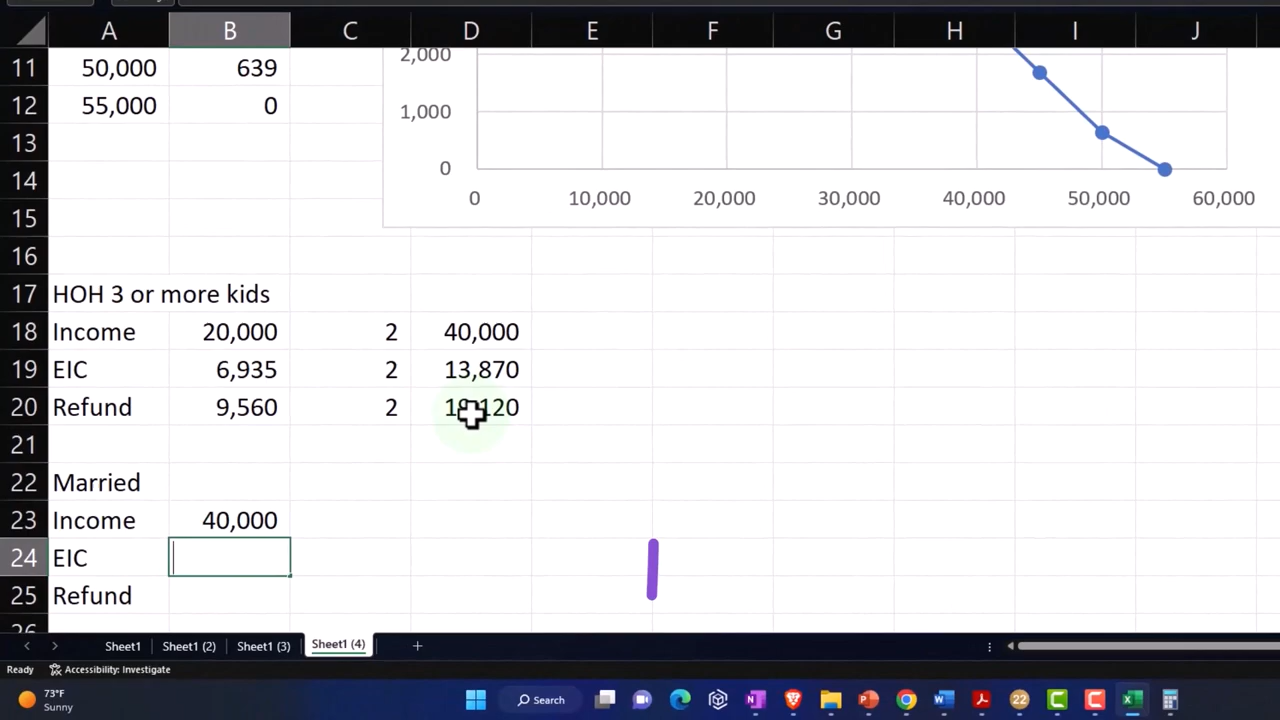 A B C D E F G H I J
11 50,000 639
12 55,000 0
13
14
15
16
2,000
1,000
0
0 10,000 20,000 30,000 40,000 50,000 60,000
17 HOH 3 or more kids
18 Income 20,000 2 40,000
19 EIC 6,935 2 13,870
20 Refund 9,560 2
21
22 Married
23 Income 40,000
24 EIC
25 Refund
26
Sheet1 Sheet1 (2) Sheet1 (3) Sheet1 (4)
Ready Accessibility: Investigate
73°F
Sunny
Search
22